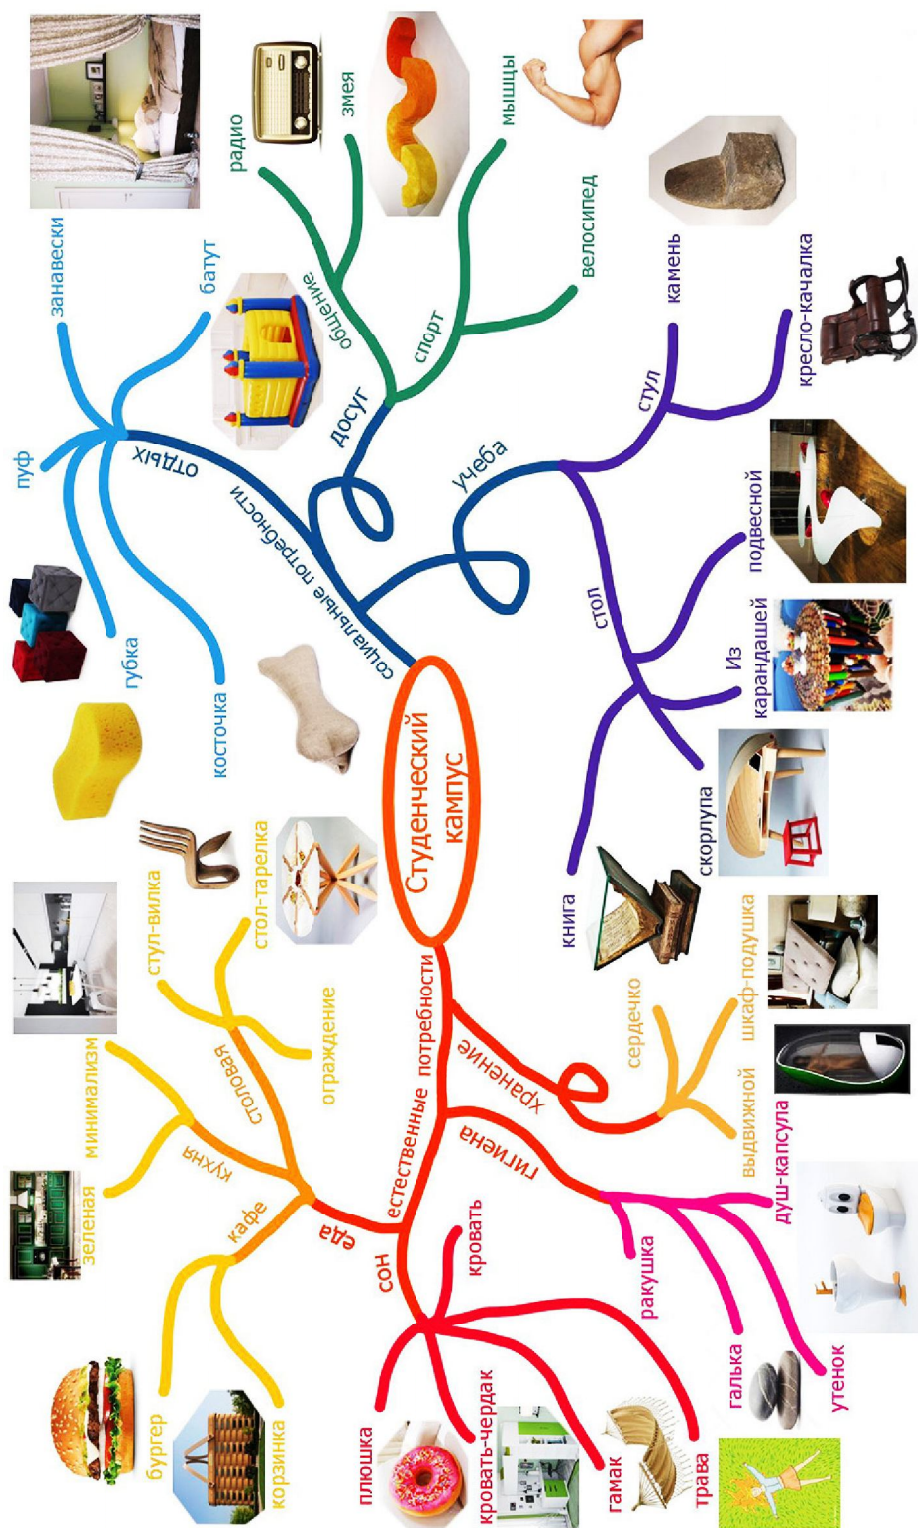 Студенческий
кампус
социальные потребности
отдых
занавески
батут
пуф
губка
косточка
досуг
общение
радио
змея
спорт
мышцы
велосипед
учеба
стул
камень
кресло-качалка
стол
подвесной
Из
карандашей
скорлупа
книга
естественные потребности
хранение
сердечко
шкаф-подушка
выдвижной
гигиена
душ-капсула
ракушка
галька
утенок
сон
кровать
плюшка
кровать-чердак
гамак
трава
еда
кафе
бургер
корзинка
кухня
зеленая
минимализм
столовая
стул-вилка
стол-тарелка
ограждение